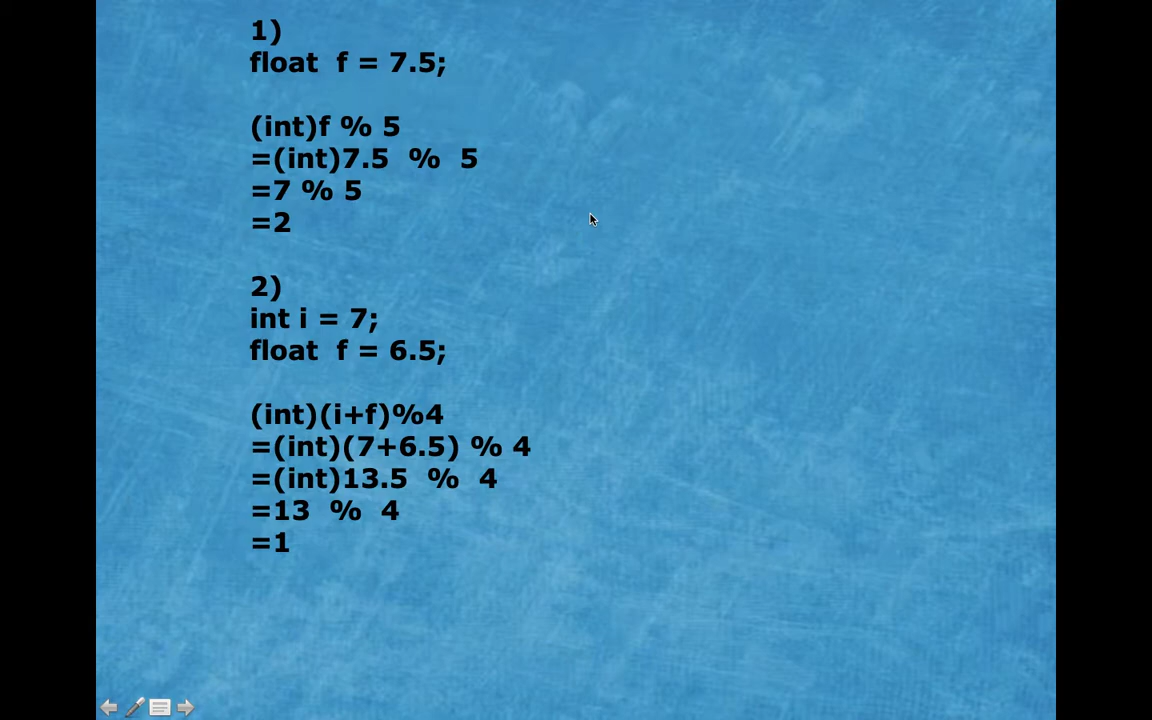 1)
float  f = 7.5;
(int)f % 5
=(int)7.5  %  5
=7 % 5
=2
2)
int i = 7;
float  f = 6.5;
(int)(i+f)%4
=(int)(7+6.5) % 4
=(int)13.5  %  4
=13  %  4
=1